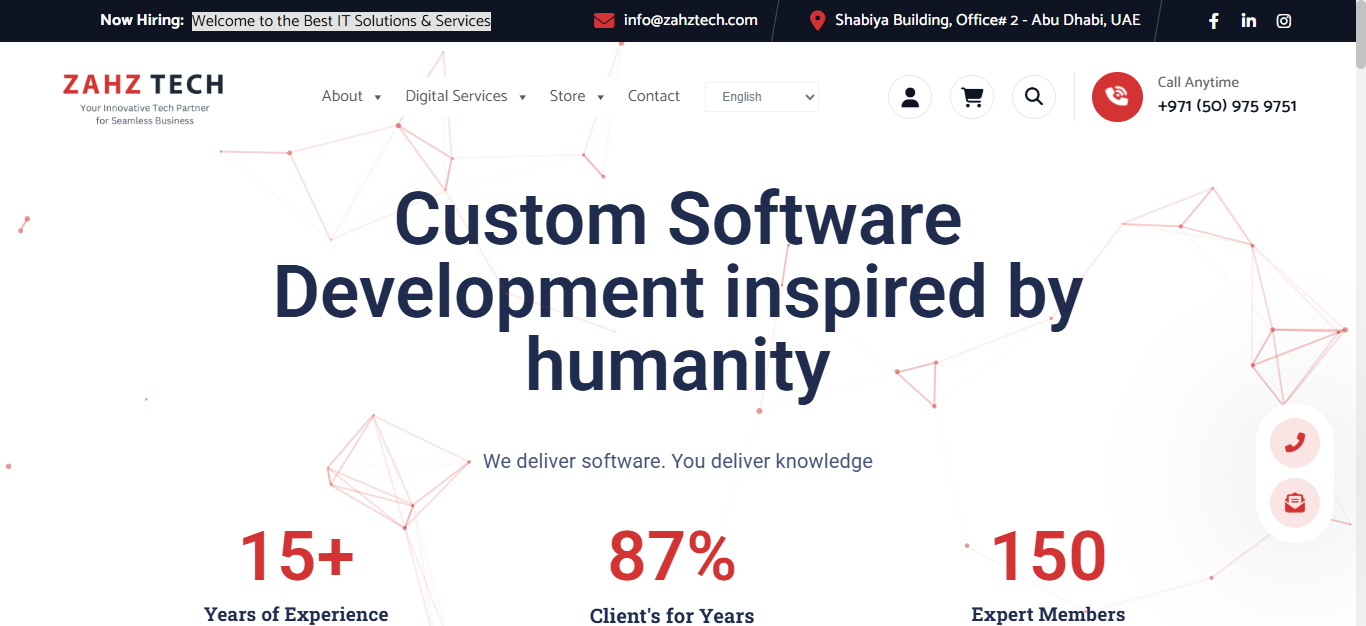 Now Hiring: Welcome to the Best IT Solutions & Services
info@zahztech.com
Shabiya Building, Office# 2 - Abu Dhabi, UAE
ZAHZ TECH
Your Innovative Tech Partner
for Seamless Business
About
Digital Services
Store
Contact
English
Call Anytime
+971 (50) 975 9751
Custom Software
Development inspired by
humanity
We deliver software. You deliver knowledge
15+
Years of Experience
87%
Client's for Years
150
Expert Members